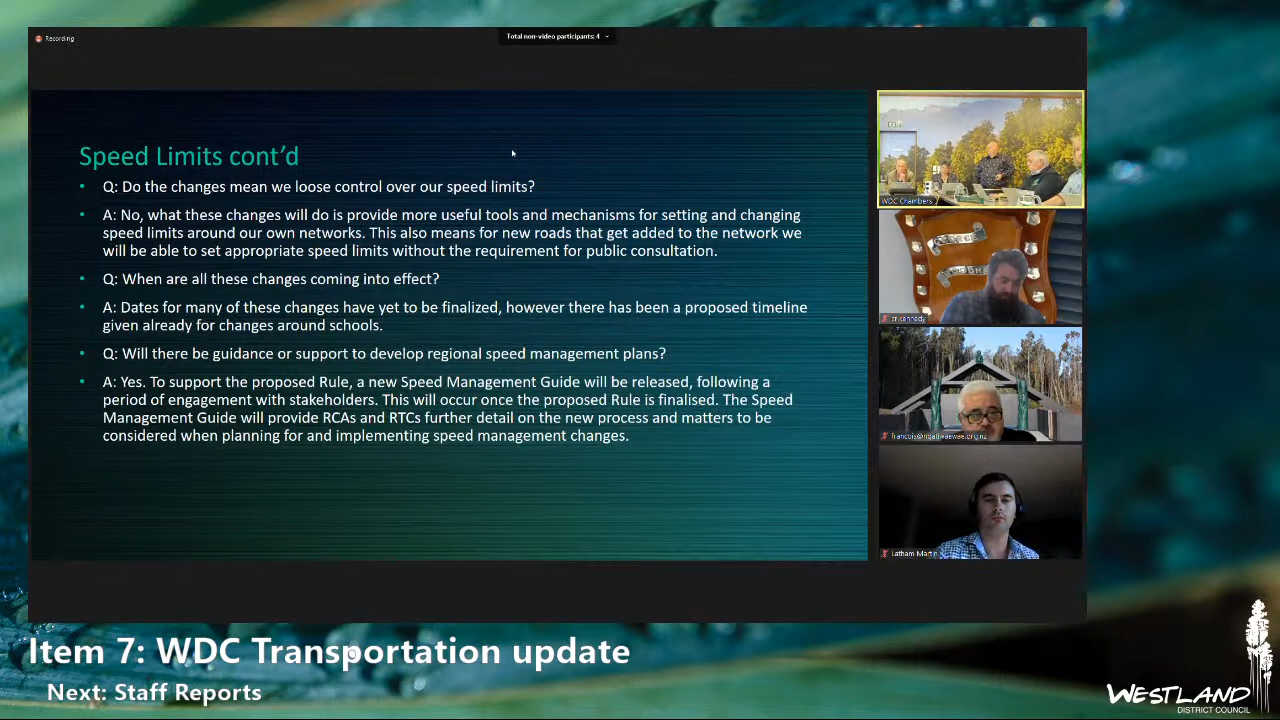 Recording
Total non-video participants: 4
Speed Limits cont'd
• Q: Do the changes mean we loose control over our speed limits?
• A: No, what these changes will do is provide more useful tools and mechanisms for setting and changing
speed limits around our own networks. This also means for new roads that get added to the network we
will be able to set appropriate speed limits without the requirement for public consultation.
• Q: When are all these changes coming into effect?
• A: Dates for many of these changes have yet to be finalized, however there has been a proposed timeline
given already for changes around schools.
• Q: Will there be guidance or support to develop regional speed management plans?
• A: Yes. To support the proposed Rule, a new Speed Management Guide will be released, following a
period of engagement with stakeholders. This will occur once the proposed Rule is finalised. The Speed
Management Guide will provide RCAs and RTCs further detail on the new process and matters to be
considered when planning for and implementing speed management changes.
WDC Chambers
Latham Martin
Item 7: WDC Transportation update
Next: Staff Reports
WESTLAND
DISTRICT COUNCIL